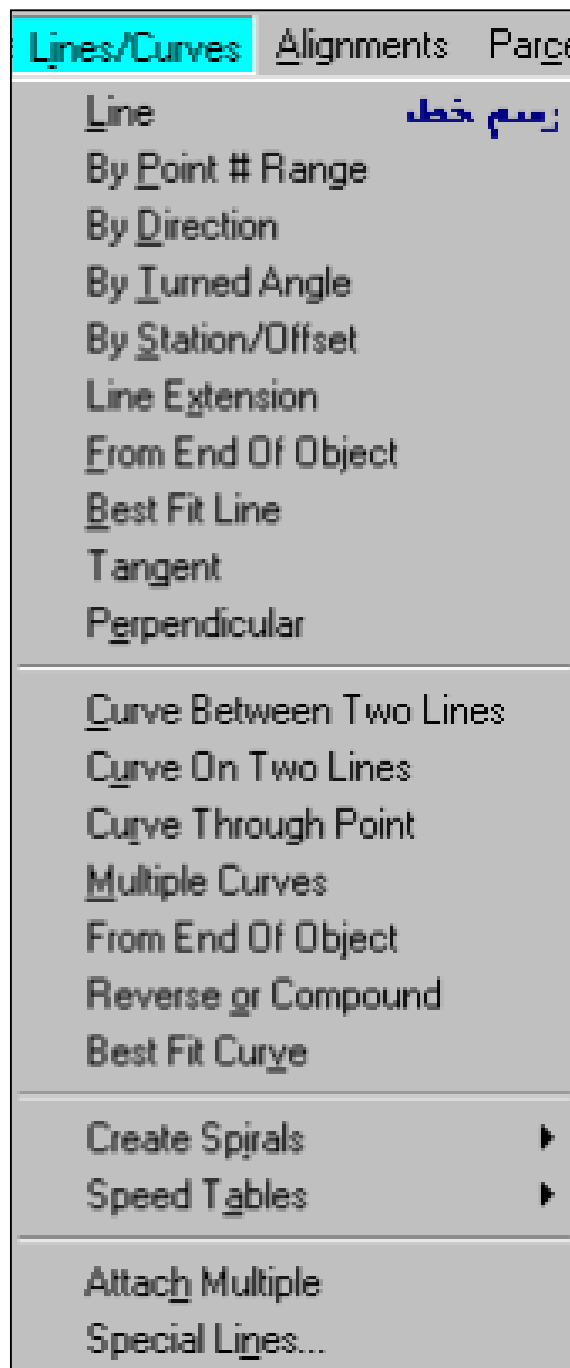 Lines/Curves Alignments Parce
Line رسم خط
By Point # Range
By Direction
By Turned Angle
By Station/Offset
Line Extension
From End Of Object
Best Fit Line
Tangent
Perpendicular
Curve Between Two Lines
Curve On Two Lines
Curve Through Point
Multiple Curves
From End Of Object
Reverse or Compound
Best Fit Curve
Create Spirals
Speed Tables
Attach Multiple
Special Lines...